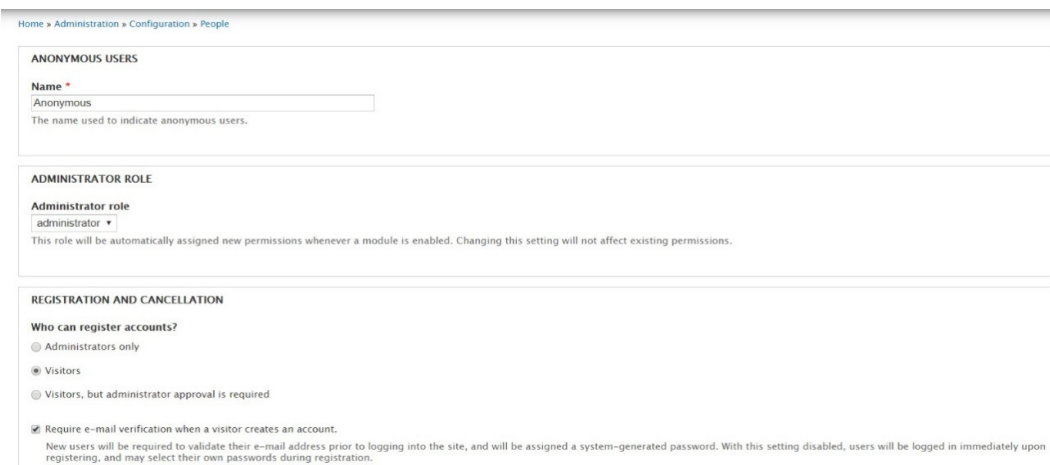 Home » Administration » Configuration » People
ANONYMOUS USERS
Name *
Anonymous
The name used to indicate anonymous users.
ADMINISTRATOR ROLE
Administrator role
administrator
This role will be automatically assigned new permissions whenever a module is enabled. Changing this setting will not affect existing permissions.
REGISTRATION AND CANCELLATION
Who can register accounts?
Administrators only
Visitors
Visitors, but administrator approval is required
Require e-mail verification when a visitor creates an account.
New users will be required to validate their e-mail address prior to logging into the site, and will be assigned a system-generated password. With this setting disabled, users will be logged in immediately upon
registering, and may select their own passwords during registration.